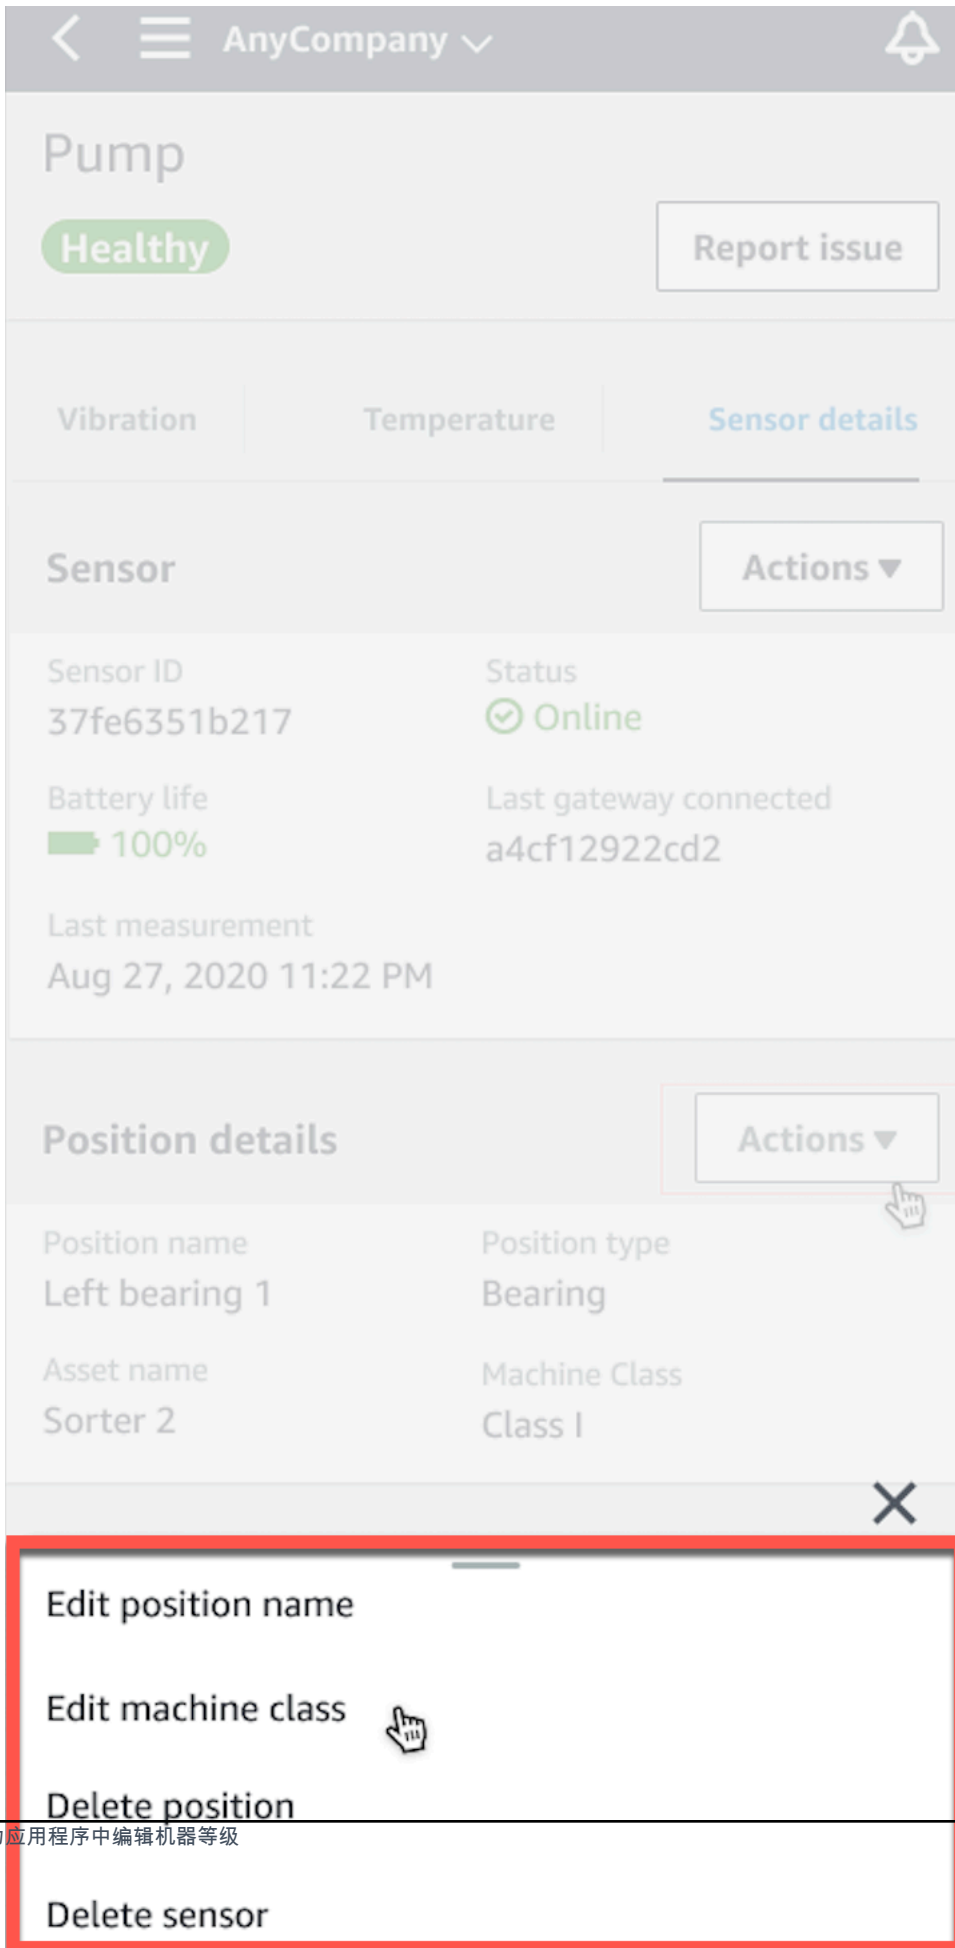 AnyCompany
Pump
Healthy
Report issue
Vibration Temperature Sensor details
Sensor
Actions
Sensor ID Status
37fe6351b217 Online
Battery life Last gateway connected
100% a4cf12922cd2
Last measurement
Aug 27, 2020 11:22 PM
Position details
Actions
Position name Position type
Left bearing 1 Bearing
Asset name Machine Class
Sorter 2 Class I
Edit position name
Edit machine class
Delete position
应用程序中编辑机器等级
Delete sensor